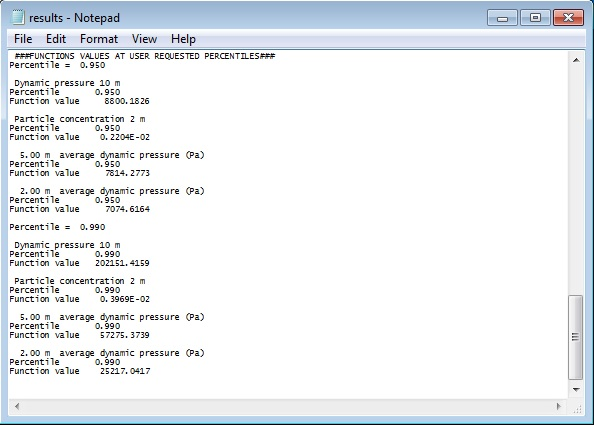 results - Notepad
File Edit Format View Help
###FUNCTIONS VALUES AT USER REQUESTED PERCENTILES###
Percentile = 0.950
Dynamic pressure 10 m
Percentile 0.950
Function value 8800.1826
Particle concentration 2 m
Percentile 0.950
Function value 0.2204E-02
5.00 m average dynamic pressure (Pa)
Percentile 0.950
Function value 7814.2773
2.00 m average dynamic pressure (Pa)
Percentile 0.950
Function value 7074.6164
Percentile = 0.990
Dynamic pressure 10 m
Percentile 0.990
Function value 202151.4159
Particle concentration 2 m
Percentile 0.990
Function value 0.3969E-02
5.00 m average dynamic pressure (Pa)
Percentile 0.990
Function value 57275.3739
2.00 m average dynamic pressure (Pa)
Percentile 0.990
Function value 25217.0417